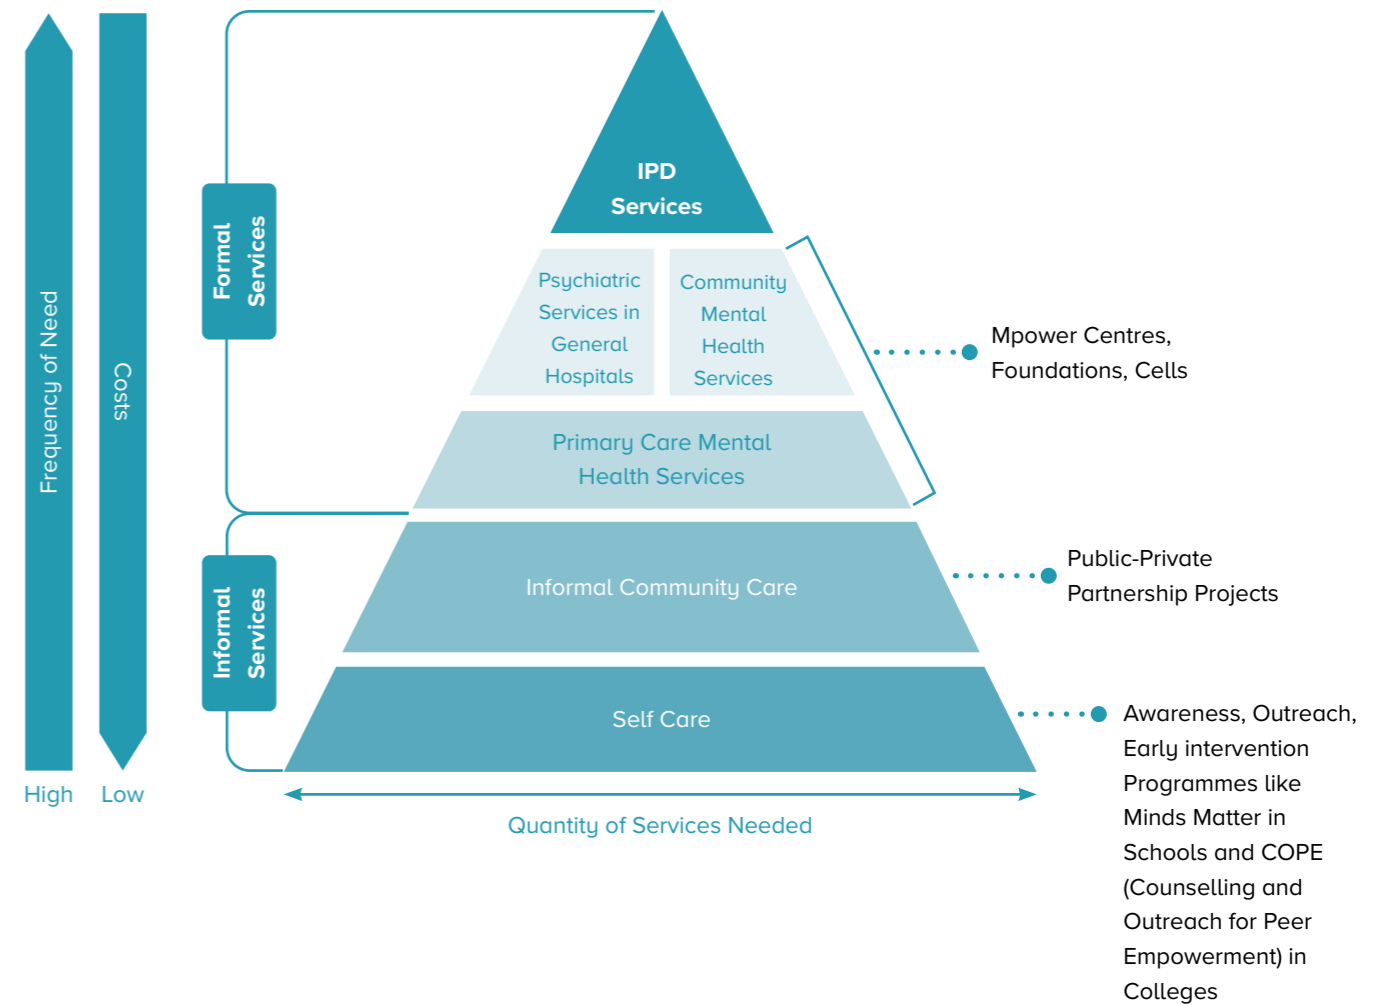 Frequency of Need
High
Costs
Low
Formal
Services
Informal
Services
IPD
Services
Psychiatric
Services in
General
Hospitals
Community
Mental
Health
Services
Primary Care Mental
Health Services
Informal Community Care
Self Care
Quantity of Services Needed
Mpower Centres,
Foundations, Cells
Public-Private
Partnership Projects
Awareness, Outreach,
Early intervention
Programmes like
Minds Matter in
Schools and COPE
(Counselling and
Outreach for Peer
Empowerment) in
Colleges